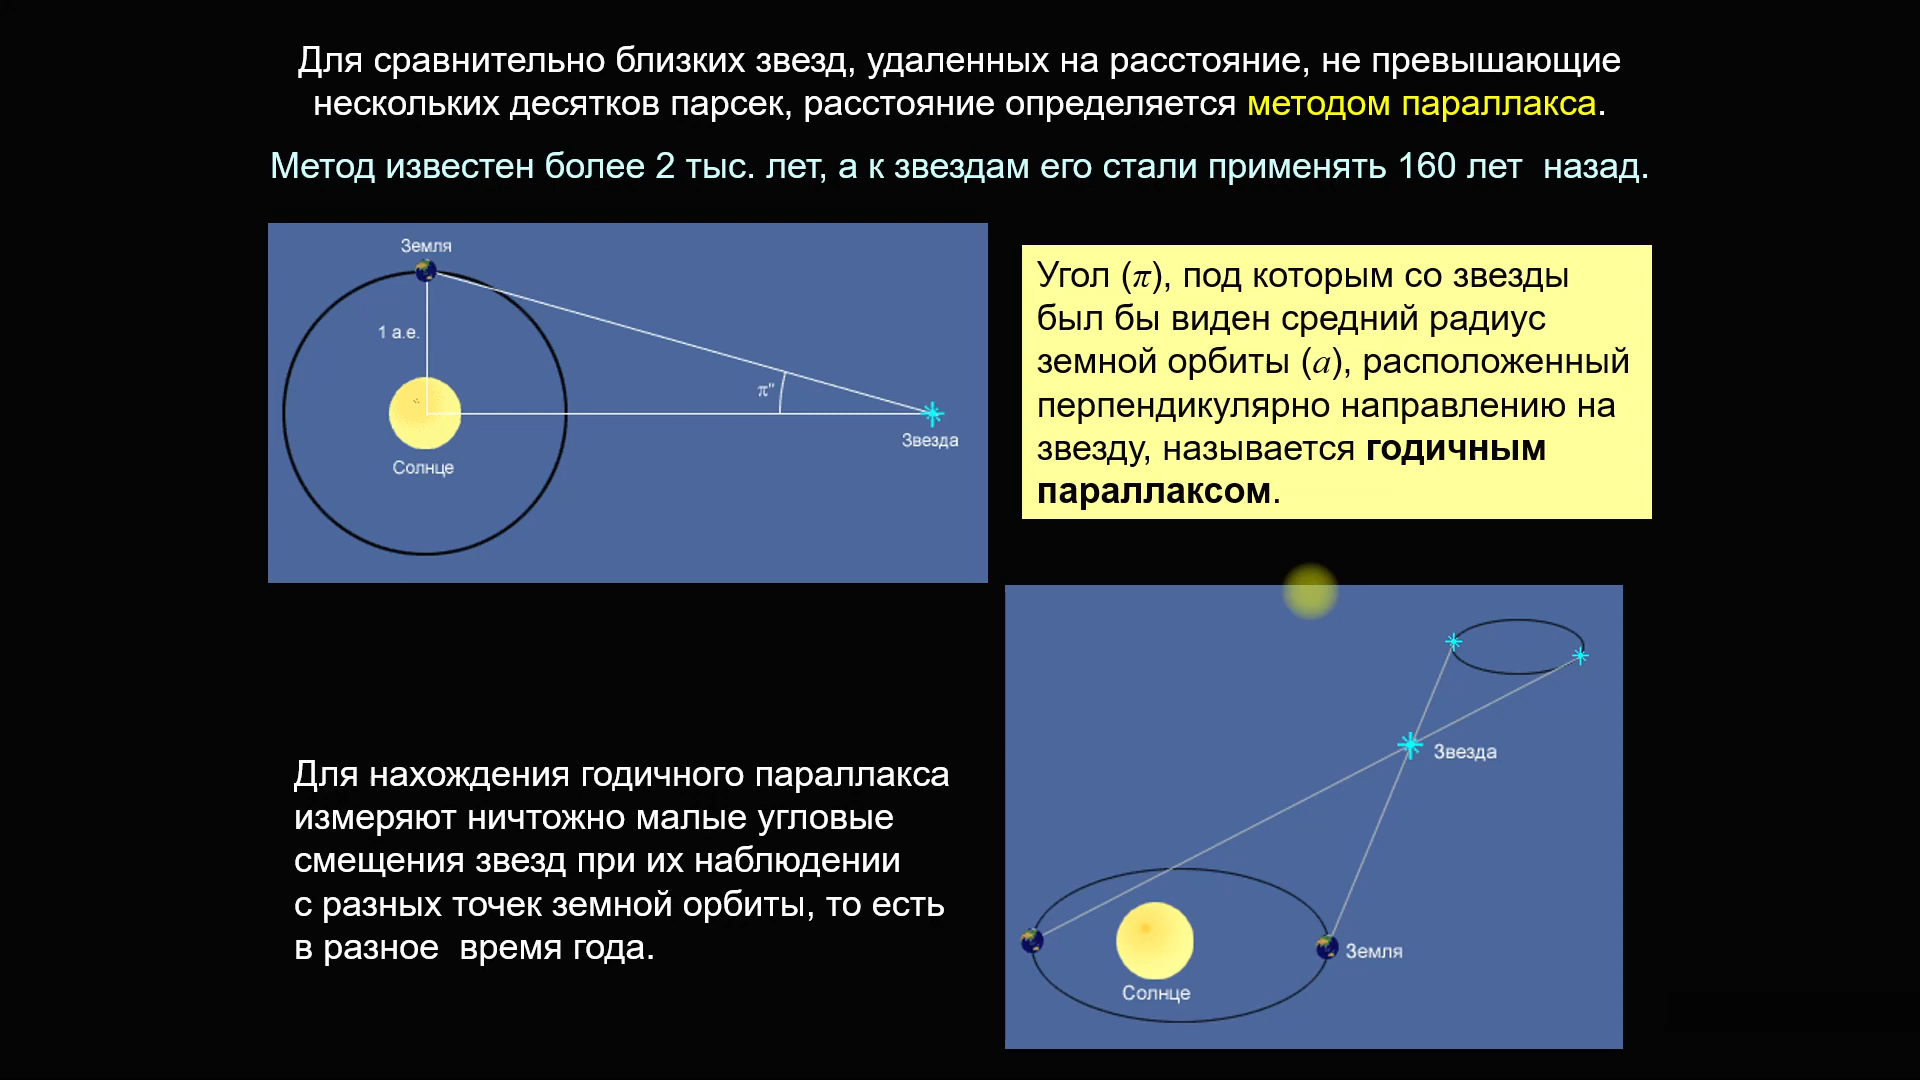 Для сравнительно близких звезд, удаленных на расстояние, не превышающие
нескольких десятков парсек, расстояние определяется методом параллакса.
Метод известен более 2 тыс. лет, а к звездам его стали применять 160 лет  назад.
Земля
1 а.е.
π"
Звезда
Солнце
Угол (π), под которым со звезды
был бы виден средний радиус
земной орбиты (a), расположенный
перпендикулярно направлению на
звезду, называется годичным
параллаксом.
Для нахождения годичного параллакса
измеряют ничтожно малые угловые
смещения звезд при их наблюдении
с разных точек земной орбиты, то есть
в разное  время года.
Звезда
Земля
Солнце